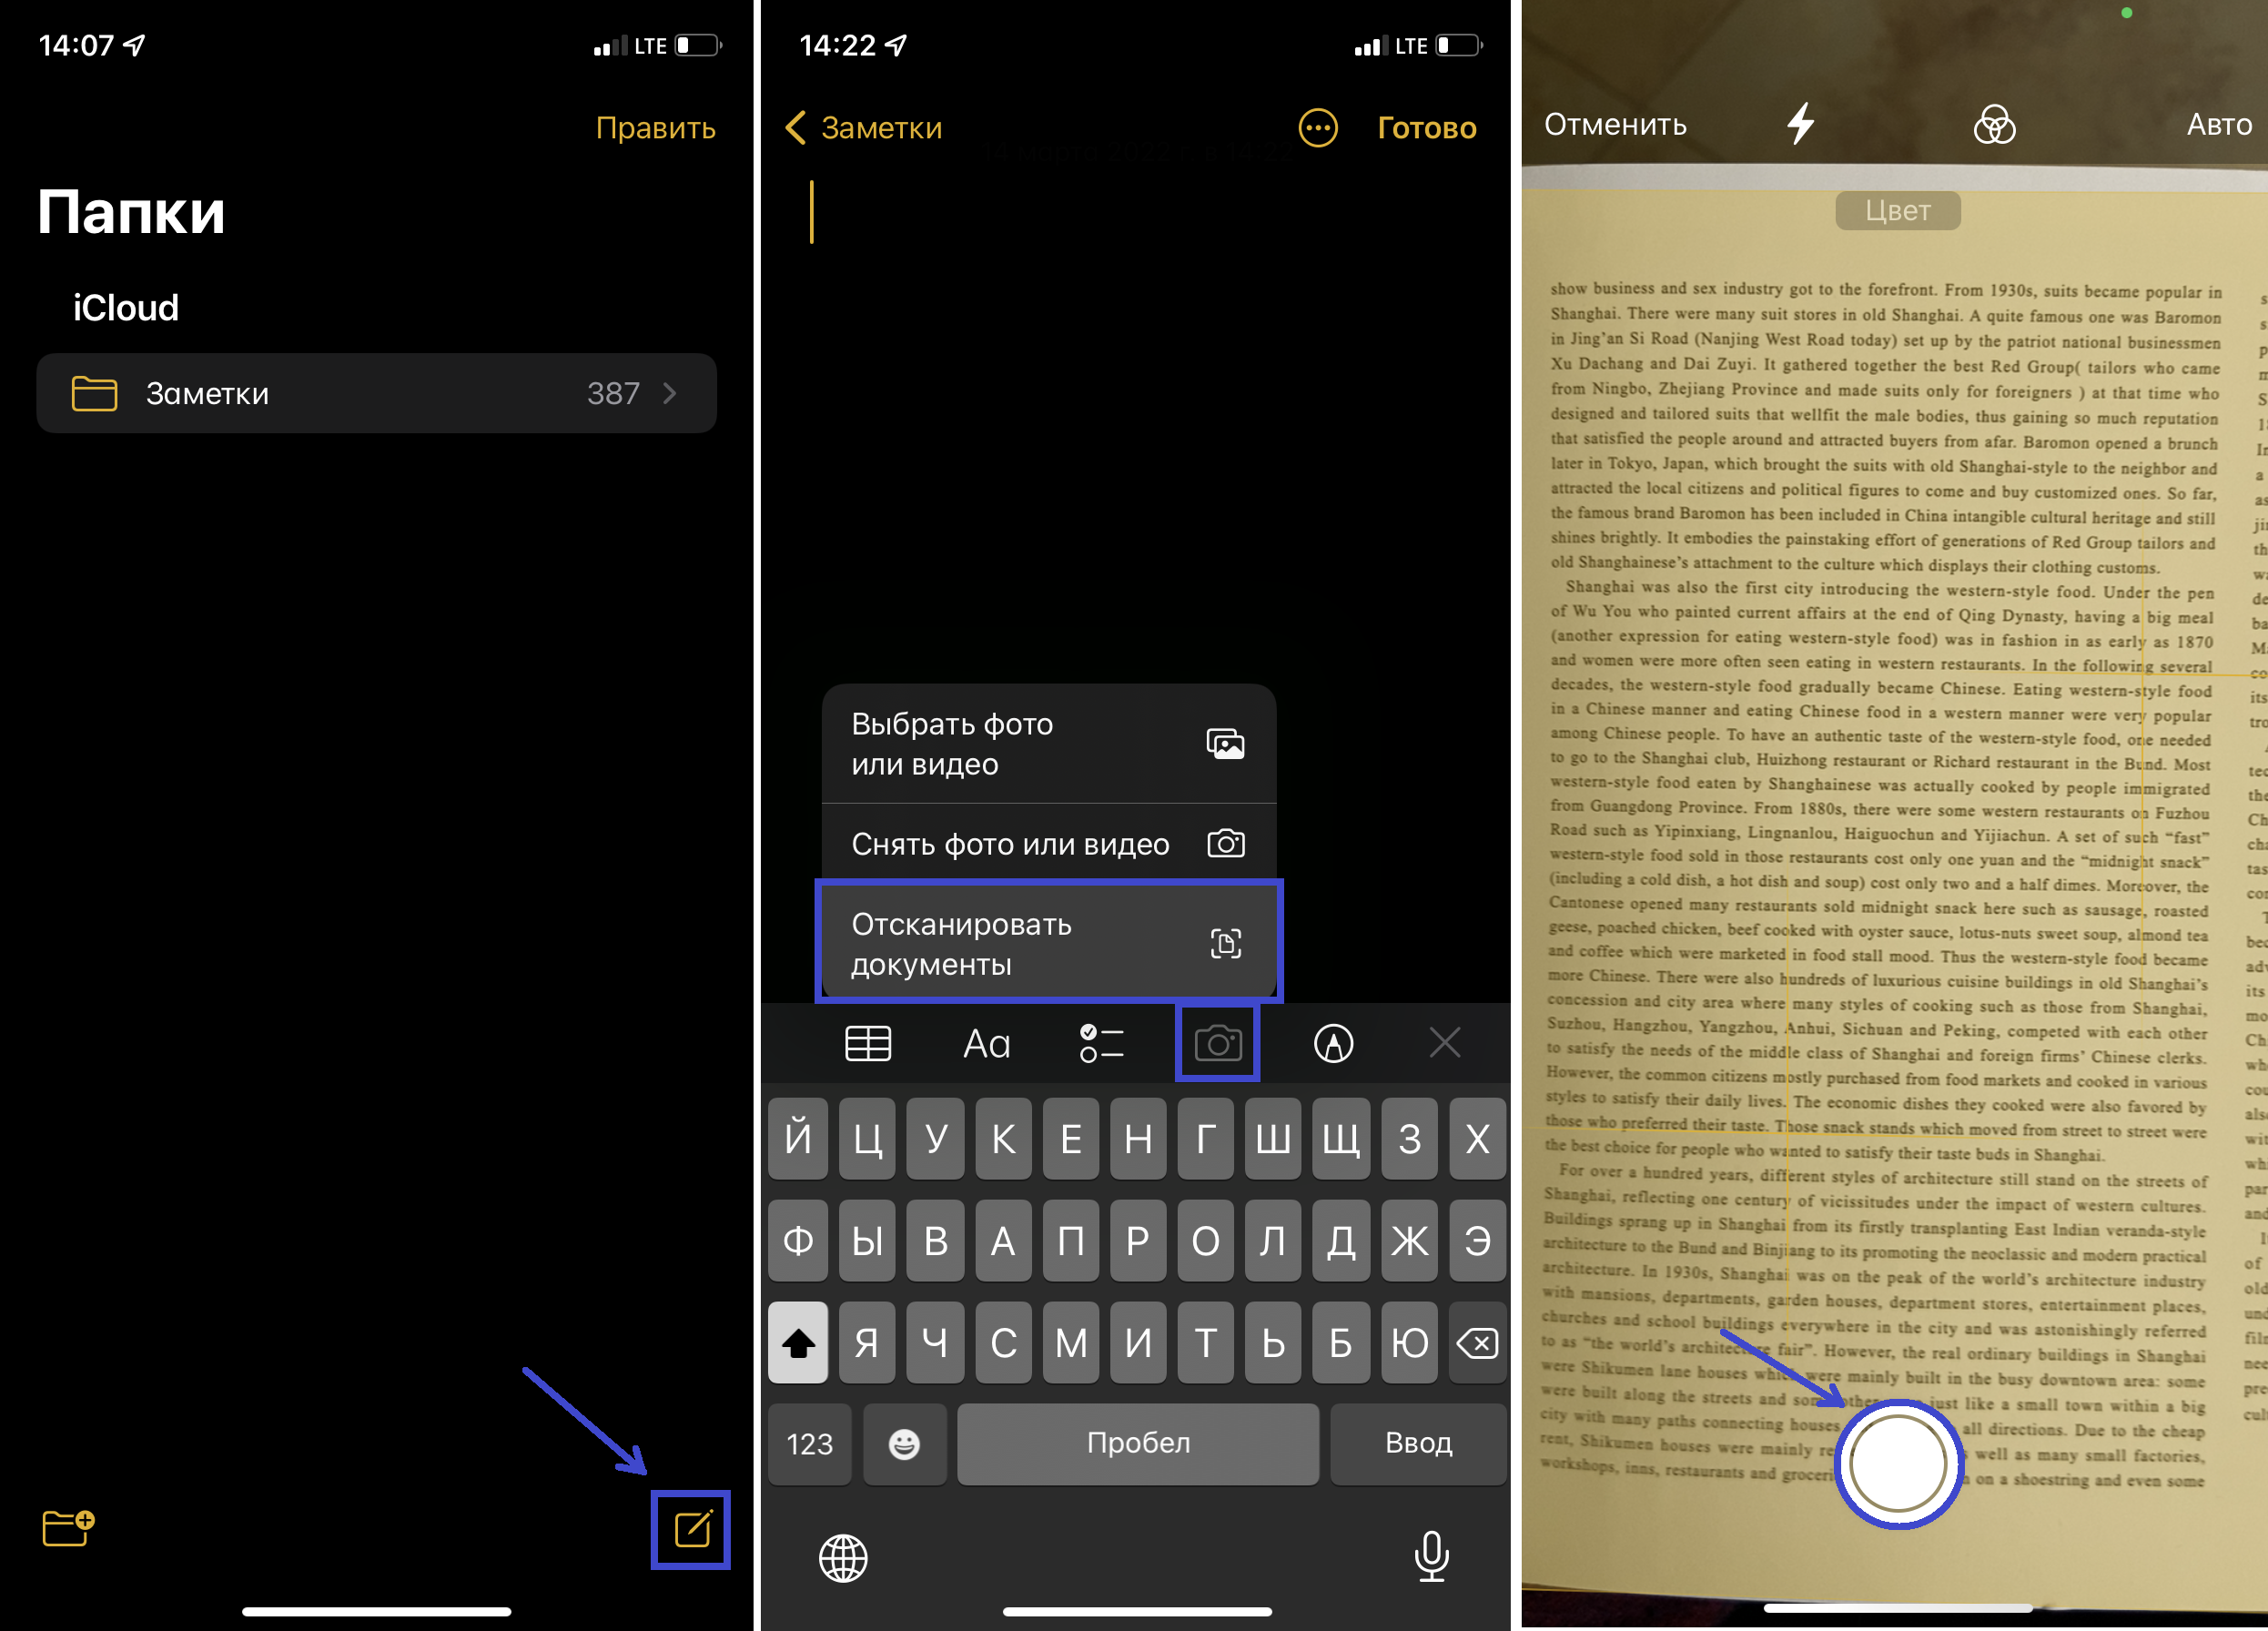 14:07
LTE
Править
Папки
iCloud
Заметки
387
14:22
LTE
Заметки
Готово
14 марта 2022 г. в 14:22
Выбрать фото
или видео
Снять фото или видео
Отсканировать
документы
Aa
Й Ц У К Е Н Г Ш Щ З Х
Ф Ы В А П Р О Л Д Ж Э
Я Ч С М И Т Ь Б Ю
123
Пробел
Ввод
Отменить
Авто
Цвет
show business and sex industry got to the forefront. From 1930s, suits became popular in
Shanghai. There were many suit stores in old Shanghai. A quite famous one was Baromon
in Jing’an Si Road (Nanjing West Road today) set up by the patriot national businessmen
Xu Dachang and Dai Zuyi. It gathered together the best Red Group( tailors who came
from Ningbo, Zhejiang Province and made suits only for foreigners ) at that time who
designed and tailored suits that wellfit the male bodies, thus gaining so much reputation
that satisfied the people around and attracted buyers from afar. Baromon opened a brunch
later in Tokyo, Japan, which brought the suits with old Shanghai-style to the neighbor and
attracted the local citizens and political figures to come and buy customized ones. So far,
the famous brand Baromon has been included in China intangible cultural heritage and still
shines brightly. It embodies the painstaking effort of generations of Red Group tailors and
old Shanghainese’s attachment to the culture which displays their clothing customs.
Shanghai was also the first city introducing the western-style food. Under the pen
of Wu You who painted current affairs at the end of Qing Dynasty, having a big meal
(another expression for eating western-style food) was in fashion in as early as 1870
and women were more often seen eating in western restaurants. In the following several
decades, the western-style food gradually became Chinese. Eating western-style food
in a Chinese manner and eating Chinese food in a western manner were very popular
among Chinese people. To have an authentic taste of the western-style food, one needed
to go to the Shanghai club, Huizhong restaurant or Richard restaurant in the Bund. Most
western-style food eaten by Shanghainese was actually cooked by people immigrated
from Guangdong Province. From 1880s, there were some western restaurants on Fuzhou
Road such as Yipinxiang, Lingnanlou, Haiguochun and Yijiachun. A set of such “fast”
western-style food sold in those restaurants cost only one yuan and the “midnight snack”
(including a cold dish, a hot dish and soup) cost only two and a half dimes. Moreover, the
Cantonese opened many restaurants sold midnight snack here such as sausage, roasted
geese, poached chicken, beef cooked with oyster sauce, lotus-nuts sweet soup, almond tea
and coffee which were marketed in food stall mood. Thus the western-style food became
more Chinese. There were also hundreds of luxurious cuisine buildings in old Shanghai’s
concession and city area where many styles of cooking such as those from Shanghai,
Suzhou, Hangzhou, Yangzhou, Anhui, Sichuan and Peking, competed with each other
to satisfy the needs of the middle class of Shanghai and foreign firms’ Chinese clerks.
However, the common citizens mostly purchased from food markets and cooked in various
styles to satisfy their daily lives. The economic dishes they cooked were also favored by
those who preferred their taste. Those snack stands which moved from street to street were
the best choice for people who wanted to satisfy their taste buds in Shanghai.
For over a hundred years, different styles of architecture still stand on the streets of
Shanghai, reflecting one century of vicissitudes under the impact of western cultures.
Buildings sprang up in Shanghai from its firstly transplanting East Indian veranda-style
architecture to the Bund and Binjiang to its promoting the neoclassic and modern practical
architecture. In 1930s, Shanghai was on the peak of the world’s architecture industry
with mansions, departments, garden houses, department stores, entertainment places,
churches and school buildings everywhere in the city and was astonishingly referred
to as “the world’s architecture fair”. However, the real ordinary buildings in Shanghai
were Shikumen lane houses which were mainly built in the busy downtown area: some
were built along the streets and some other just like a small town within a big
city with many paths connecting houses all directions. Due to the cheap
rent, Shikumen houses were mainly well as many small factories,
workshops, inns, restaurants and on a shoestring and even some